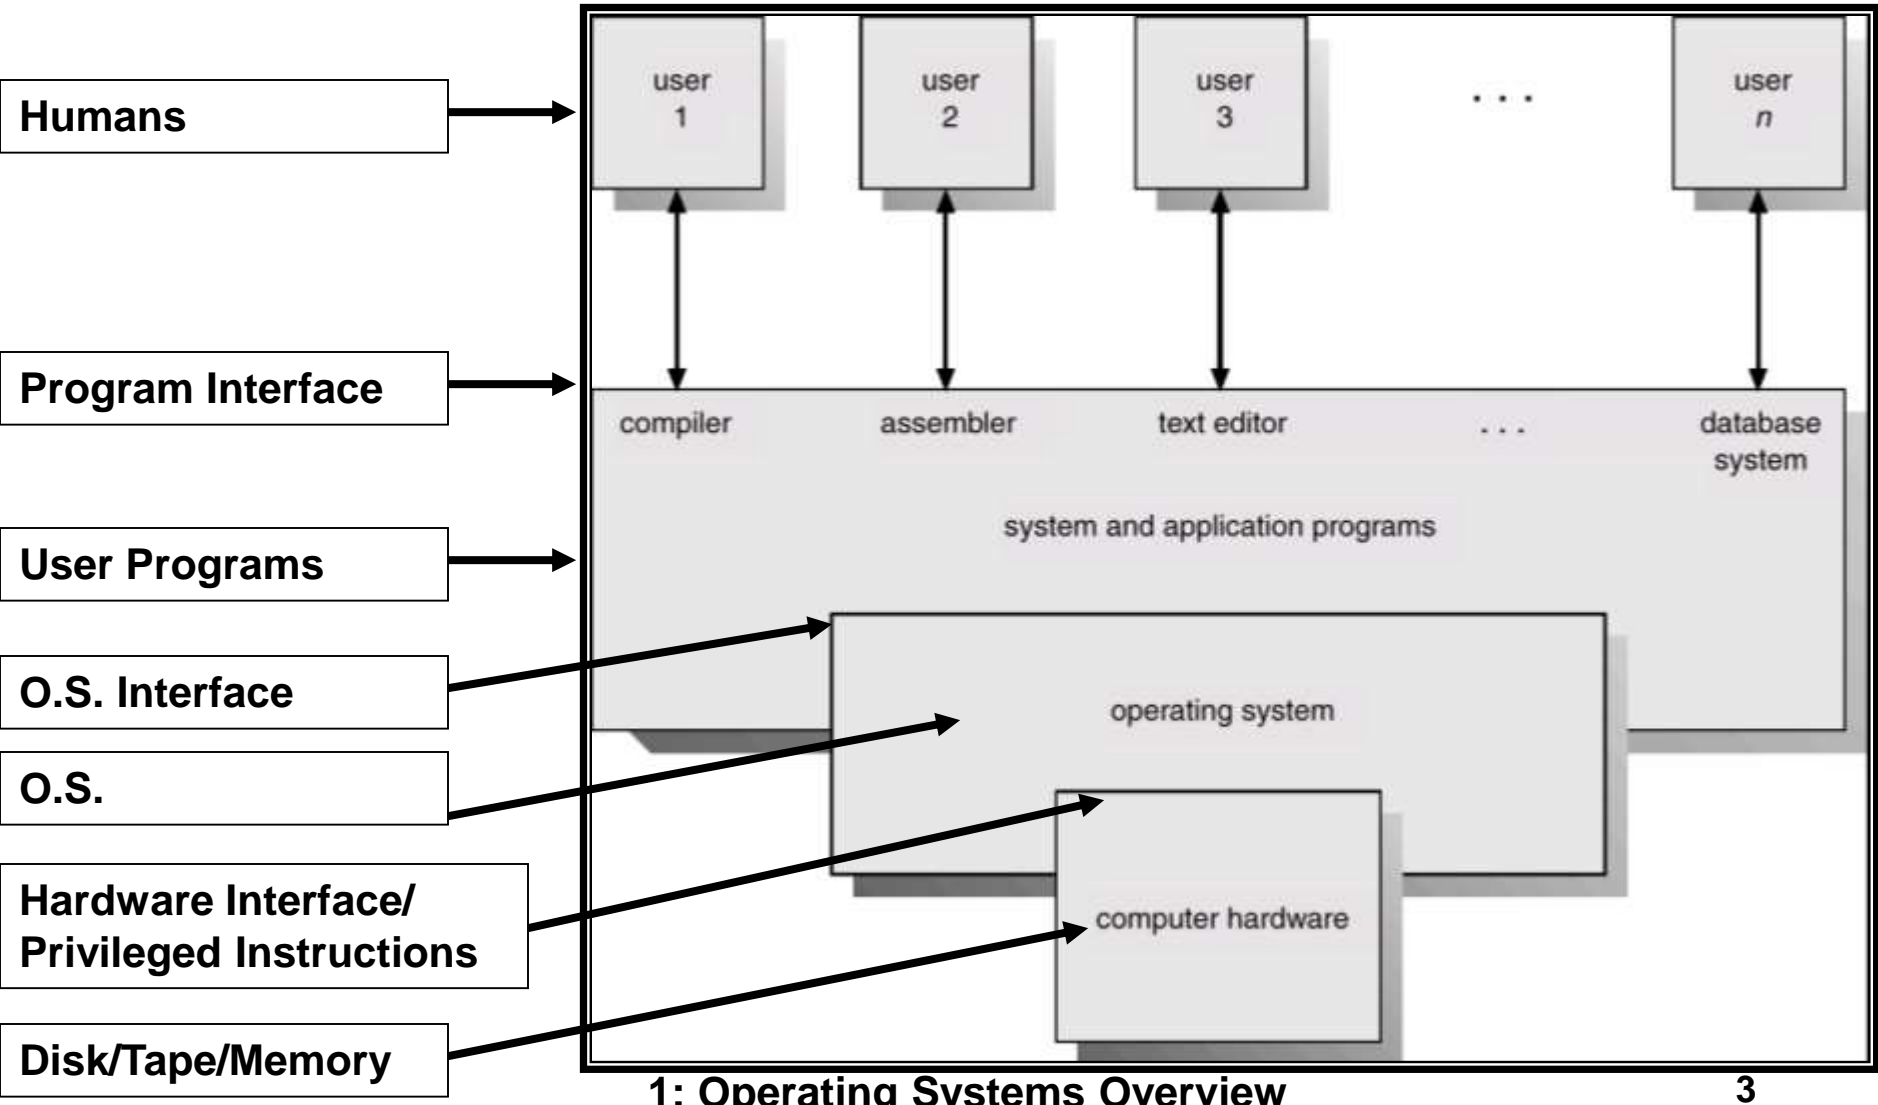 Humans
Program Interface
User Programs
O.S. Interface
O.S.
Hardware Interface/
Privileged Instructions
Disk/Tape/Memory
user
1
user
2
user
3
. . .
user
n
compiler
assembler
text editor
. . .
database
system
system and application programs
operating system
computer hardware
1: Operating Systems Overview
3